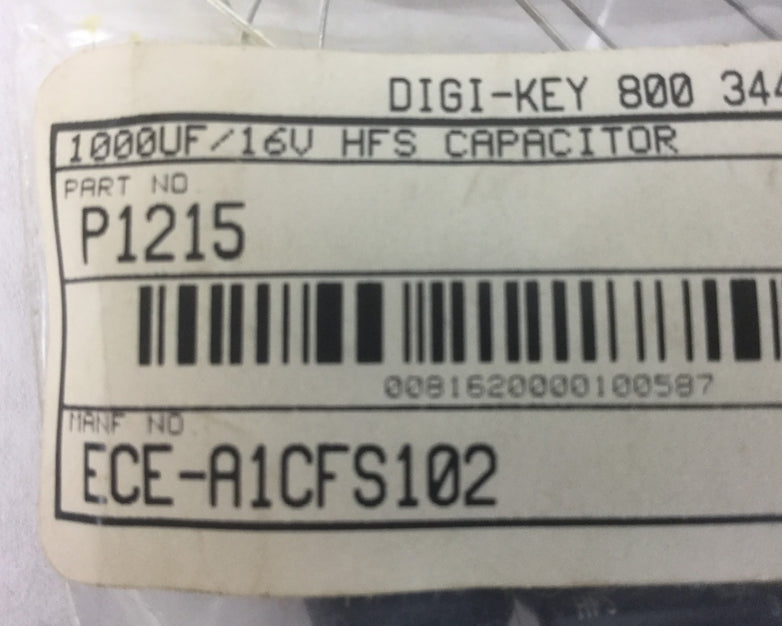 DIGI-KEY 800 344
1000UF/16V HFS CAPACITOR
PART NO
P1215
0081620000100587
MANF NO
ECE-A1CFS102